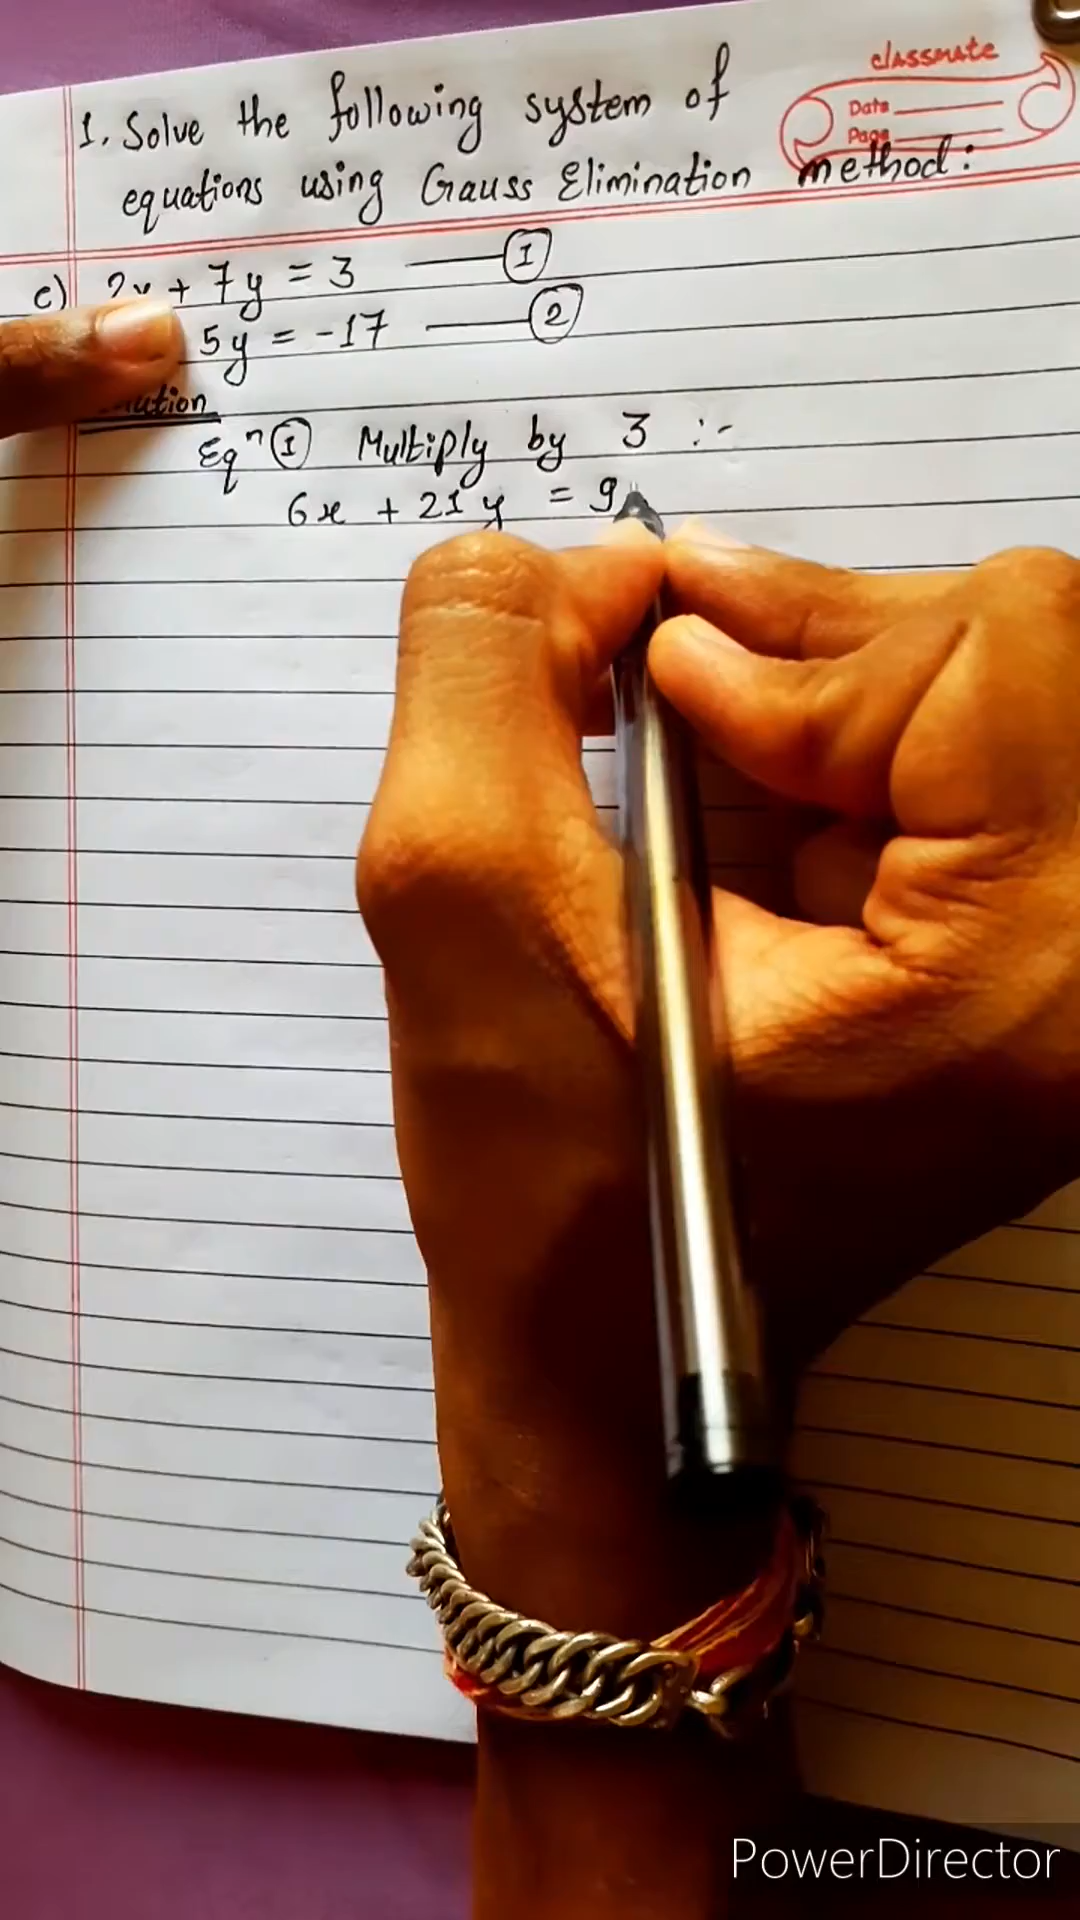 classmate
Date
Page
1. Solve the following system of
equations using Gauss Elimination method:
c) 2x + 7y = 3 —— 1
5y = -17 —— 2
Eqⁿ 1 Multiply by 3 :-
6x + 21y = 9
PowerDirector